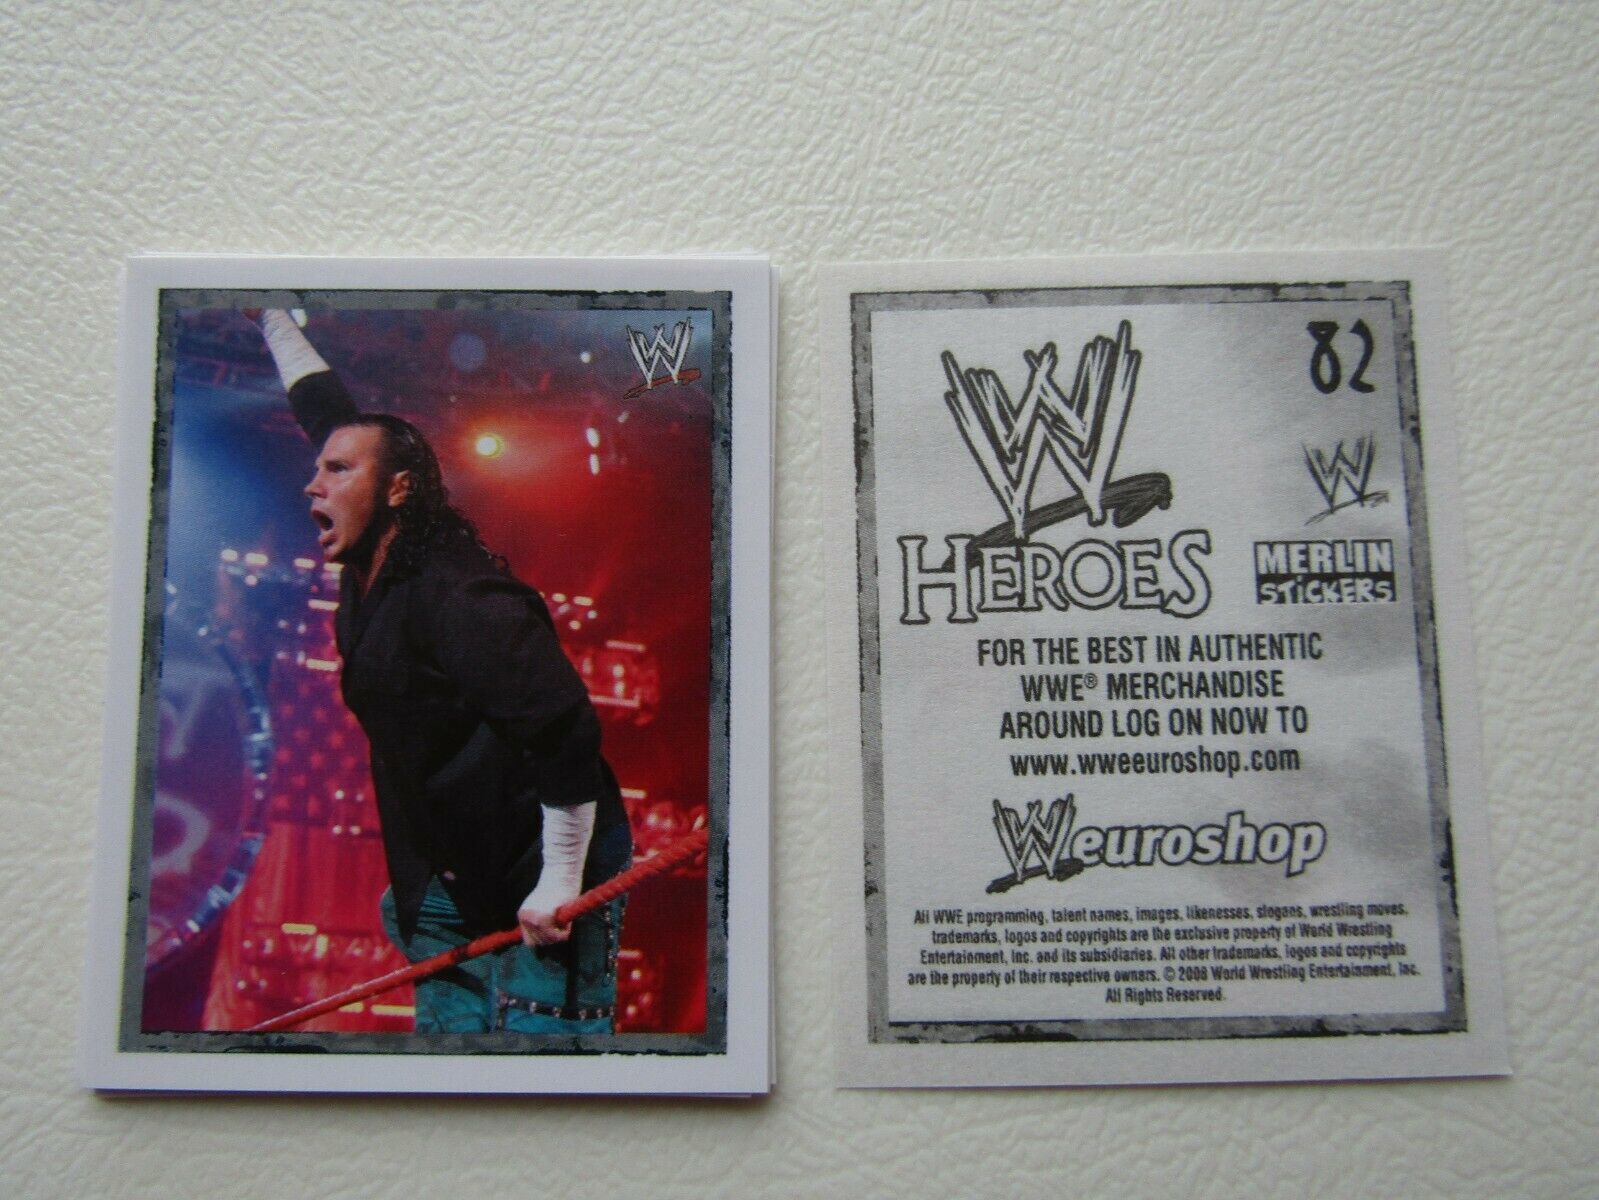 W
82
W
W
HEROES
MERLIN
STICKERS
FOR THE BEST IN AUTHENTIC
WWE® MERCHANDISE
AROUND LOG ON NOW TO
www.wweeuroshop.com
W euroshop
All WWE programming, talent names, images, likenesses, slogans, wrestling moves,
trademarks, logos and copyrights are the exclusive property of World Wrestling
Entertainment, Inc. and its subsidiaries. All other trademarks, logos and copyrights
are the property of their respective owners. © 2008 World Wrestling Entertainment, Inc.
All Rights Reserved.